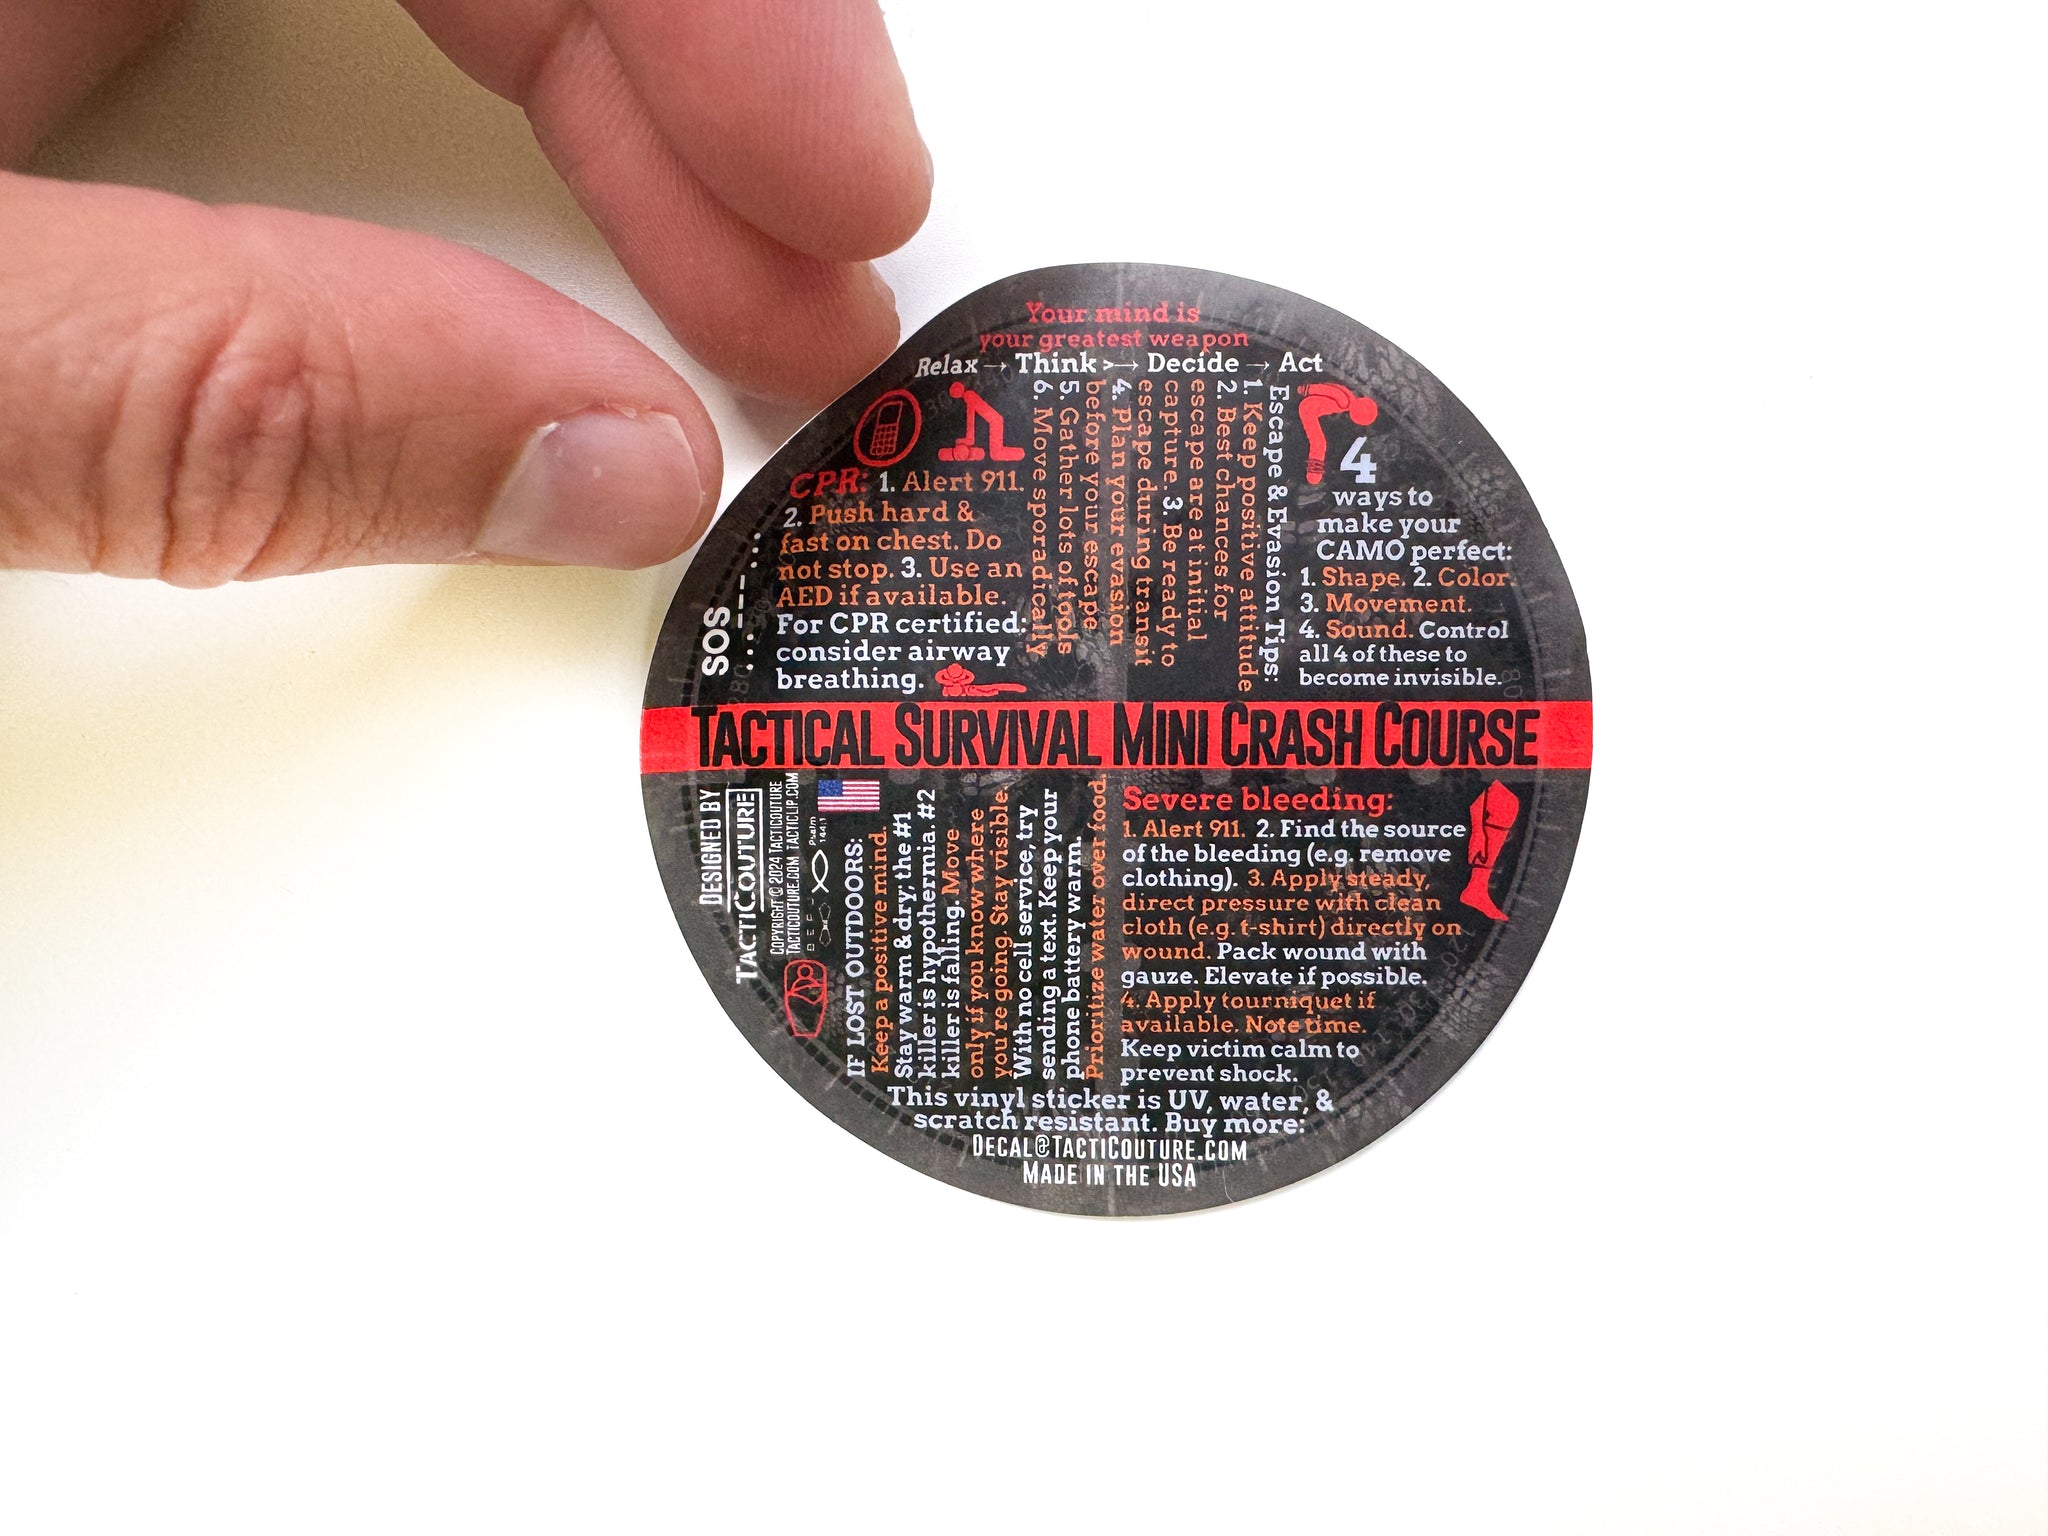 Your mind is
your greatest weapon
Relax → Think >→ Decide → Act
CPR: 1. Alert 911.
2. Push hard &
fast on chest. Do
not stop. 3. Use an
AED if available.
For CPR certified:
consider airway
breathing.
SOS
...---...
Escape & Evasion Tips:
1. Keep positive attitude
2. Best chances for
escape are at initial
capture. 3. Be ready to
escape during transit
4. Plan your evasion
before your escape
5. Gather lots of tools
6. Move sporadically
4
ways to
make your
CAMO perfect:
1. Shape. 2. Color.
3. Movement.
4. Sound. Control
all 4 of these to
become invisible.
TACTICAL SURVIVAL MINI CRASH COURSE
DESIGNED BY
TACTICOUTURE
COPYRIGHT © 2024 TACTICOUTURE
TACTICOUTURE.COM TACTICLIP.COM
Psalm
144:1
IF LOST OUTDOORS:
Keep a positive mind.
Stay warm & dry; the #1
killer is hypothermia. #2
killer is falling. Move
only if you know where
you're going. Stay visible.
With no cell service, try
sending a text. Keep your
phone battery warm.
Prioritize water over food.
Severe bleeding:
1. Alert 911. 2. Find the source
of the bleeding (e.g. remove
clothing). 3. Apply steady,
direct pressure with clean
cloth (e.g. t-shirt) directly on
wound. Pack wound with
gauze. Elevate if possible.
4. Apply tourniquet if
available. Note time.
Keep victim calm to
prevent shock.
This vinyl sticker is UV, water, &
scratch resistant. Buy more:
DECAL@TACTICOUTURE.COM
MADE IN THE USA